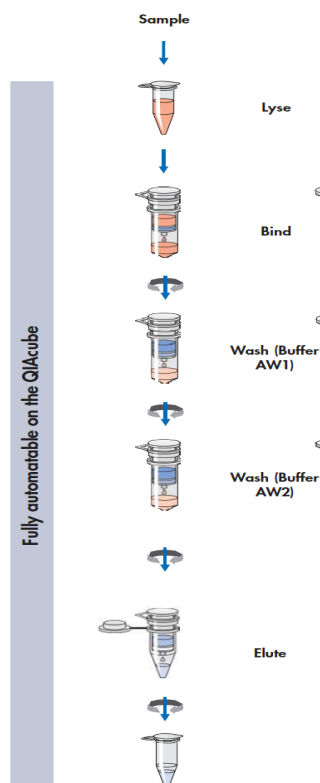 Sample
Lyse
Bind
Wash (Buffer
AW1)
Wash (Buffer
AW2)
Elute
Fully automatable on the QIAcube